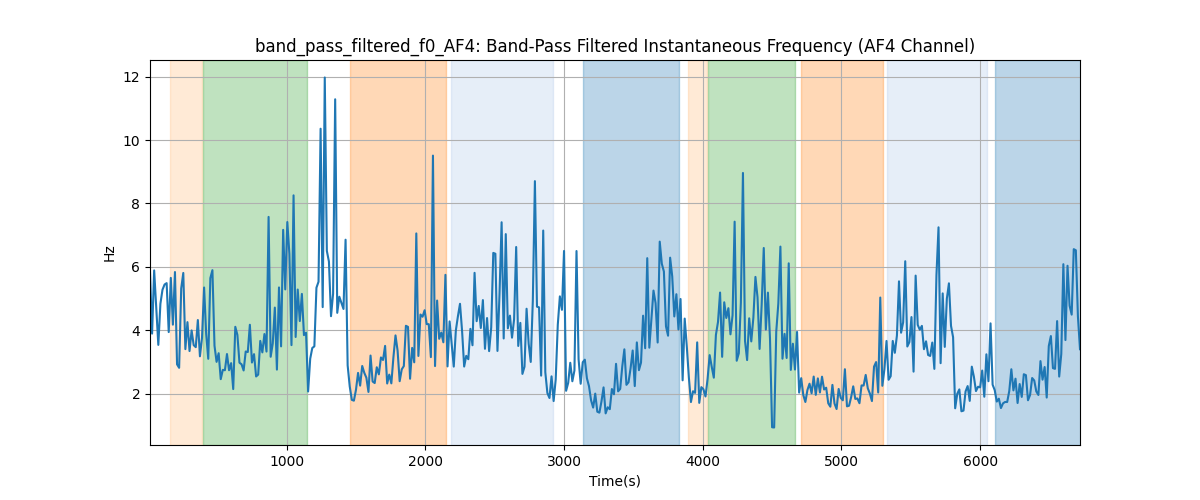 band_pass_filtered_f0_AF4: Band-Pass Filtered Instantaneous Frequency (AF4 Channel)
12
10
8
6
4
2
Hz
1000 2000 3000 4000 5000 6000
Time(s)